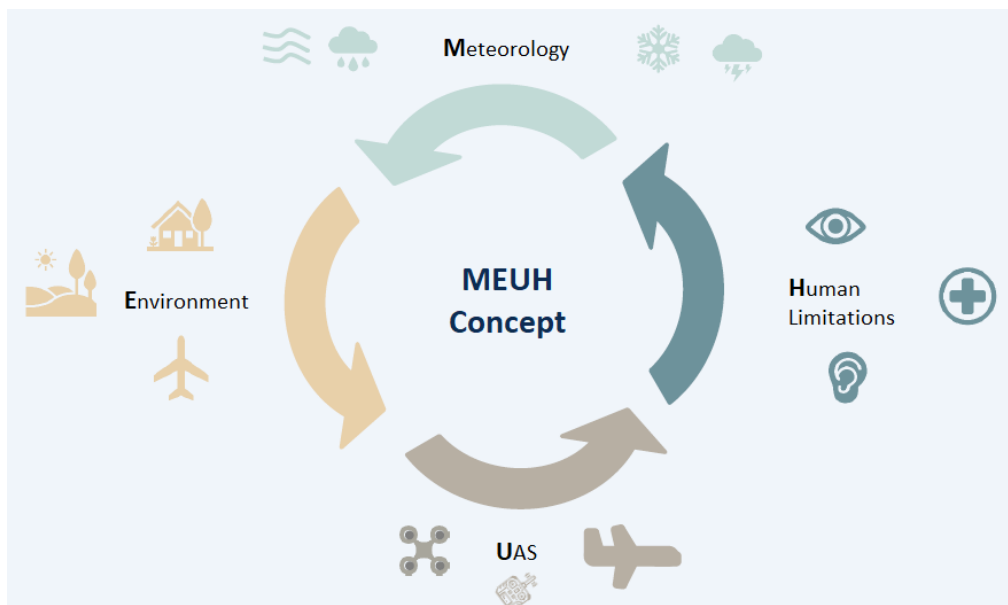 Meteorology
MEUH
Concept
Environment
Human
Limitations
UAS